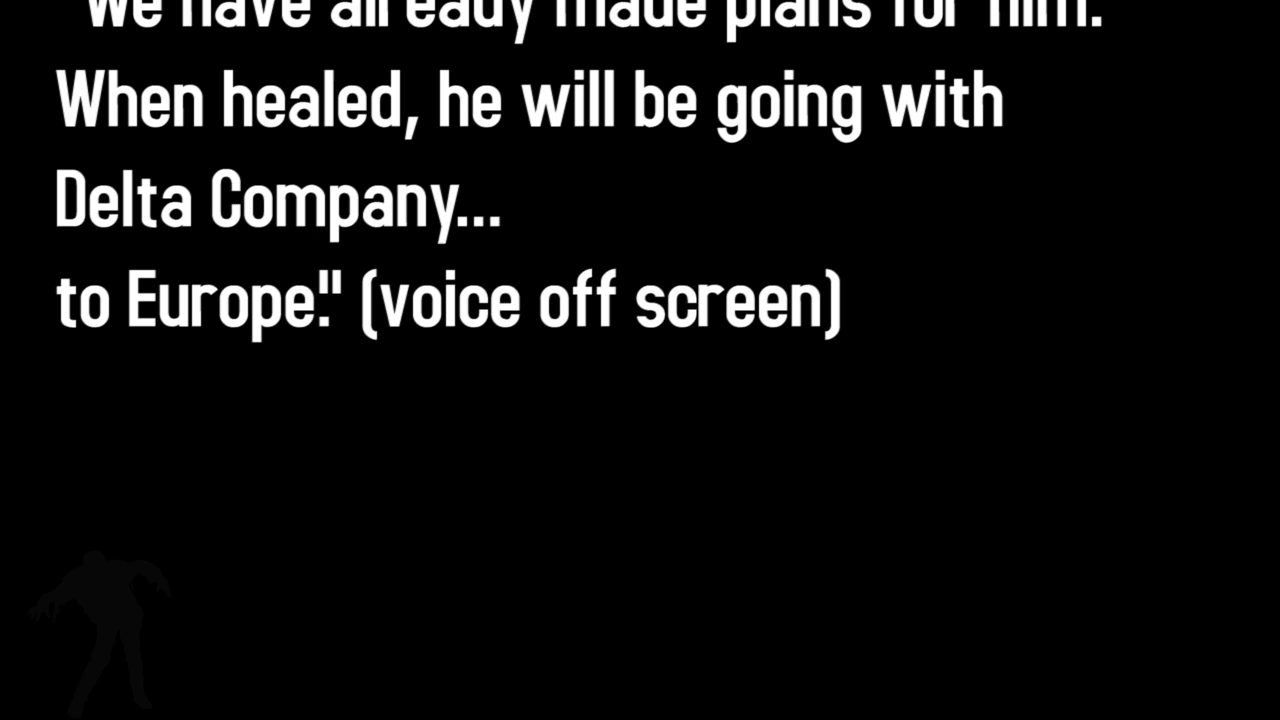 "We have already made plans for him.
When healed, he will be going with
Delta Company...
to Europe." (voice off screen)